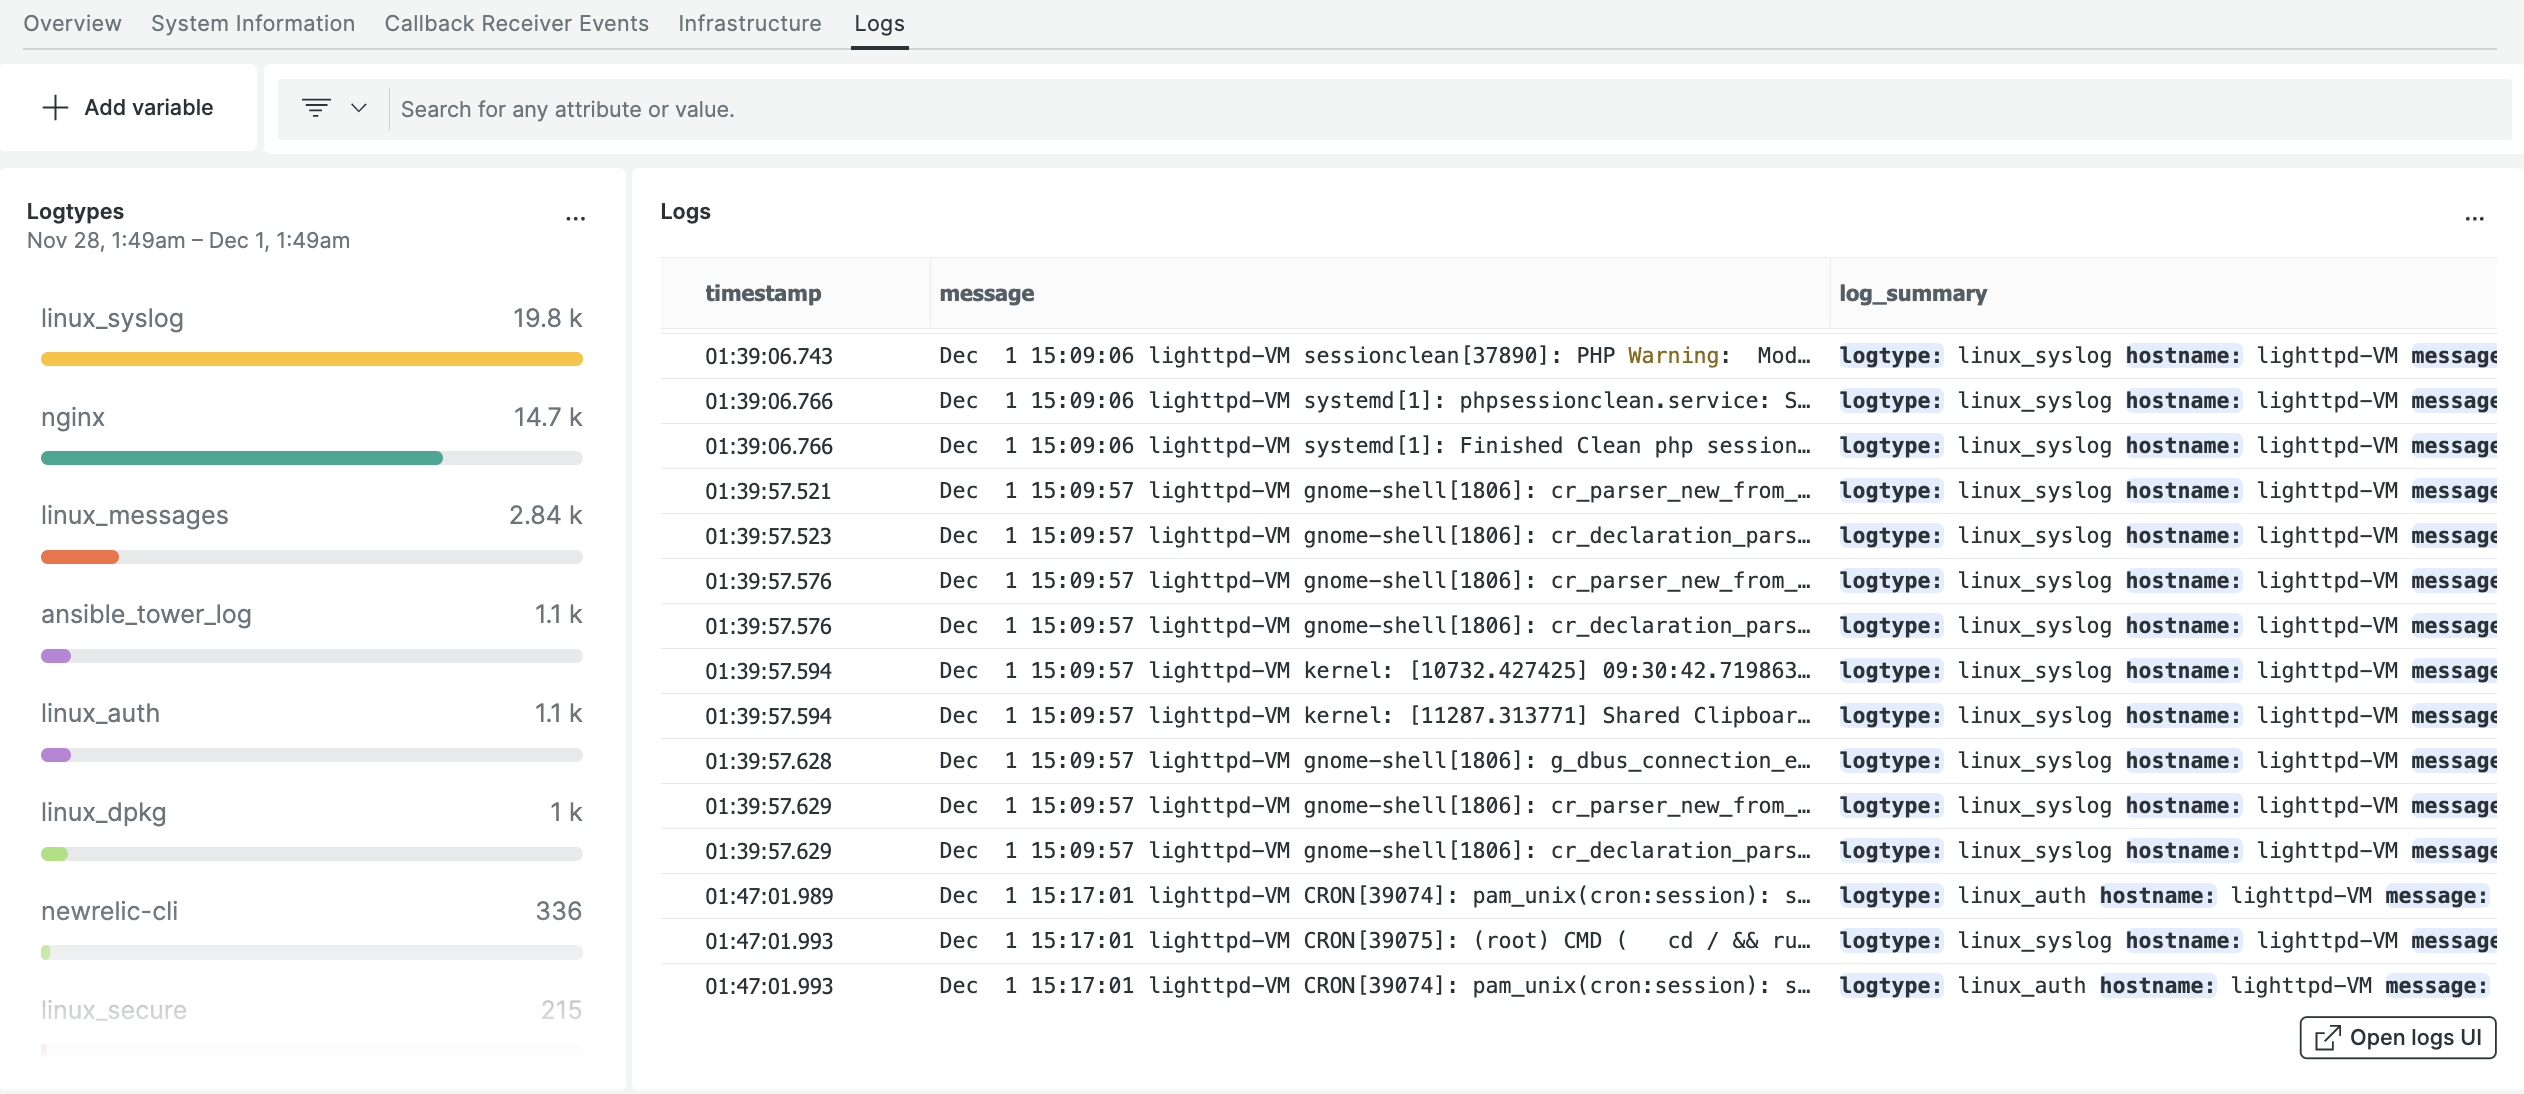 Overview System Information Callback Receiver Events Infrastructure Logs
Add variable
Search for any attribute or value.
Logtypes ...
Nov 28, 1:49am – Dec 1, 1:49am
linux_syslog 19.8 k
nginx 14.7 k
linux_messages 2.84 k
ansible_tower_log 1.1 k
linux_auth 1.1 k
linux_dpkg 1 k
newrelic-cli 336
linux_secure 215
Logs ...
timestamp message log_summary
01:39:06.743 Dec  1 15:09:06 lighttpd-VM sessionclean[37890]: PHP Warning:  Mod… logtype: linux_syslog hostname: lighttpd-VM message
01:39:06.766 Dec  1 15:09:06 lighttpd-VM systemd[1]: phpsessionclean.service: S… logtype: linux_syslog hostname: lighttpd-VM message
01:39:06.766 Dec  1 15:09:06 lighttpd-VM systemd[1]: Finished Clean php session… logtype: linux_syslog hostname: lighttpd-VM message
01:39:57.521 Dec  1 15:09:57 lighttpd-VM gnome-shell[1806]: cr_parser_new_from_… logtype: linux_syslog hostname: lighttpd-VM message
01:39:57.523 Dec  1 15:09:57 lighttpd-VM gnome-shell[1806]: cr_declaration_pars… logtype: linux_syslog hostname: lighttpd-VM message
01:39:57.576 Dec  1 15:09:57 lighttpd-VM gnome-shell[1806]: cr_parser_new_from_… logtype: linux_syslog hostname: lighttpd-VM message
01:39:57.576 Dec  1 15:09:57 lighttpd-VM gnome-shell[1806]: cr_declaration_pars… logtype: linux_syslog hostname: lighttpd-VM message
01:39:57.594 Dec  1 15:09:57 lighttpd-VM kernel: [10732.427425] 09:30:42.719863… logtype: linux_syslog hostname: lighttpd-VM message
01:39:57.594 Dec  1 15:09:57 lighttpd-VM kernel: [11287.313771] Shared Clipboar… logtype: linux_syslog hostname: lighttpd-VM message
01:39:57.628 Dec  1 15:09:57 lighttpd-VM gnome-shell[1806]: g_dbus_connection_e… logtype: linux_syslog hostname: lighttpd-VM message
01:39:57.629 Dec  1 15:09:57 lighttpd-VM gnome-shell[1806]: cr_parser_new_from_… logtype: linux_syslog hostname: lighttpd-VM message
01:39:57.629 Dec  1 15:09:57 lighttpd-VM gnome-shell[1806]: cr_declaration_pars… logtype: linux_syslog hostname: lighttpd-VM message
01:47:01.989 Dec  1 15:17:01 lighttpd-VM CRON[39074]: pam_unix(cron:session): s… logtype: linux_auth hostname: lighttpd-VM message:
01:47:01.993 Dec  1 15:17:01 lighttpd-VM CRON[39075]: (root) CMD (   cd / && ru… logtype: linux_syslog hostname: lighttpd-VM message
01:47:01.993 Dec  1 15:17:01 lighttpd-VM CRON[39074]: pam_unix(cron:session): s… logtype: linux_auth hostname: lighttpd-VM message:
Open logs UI